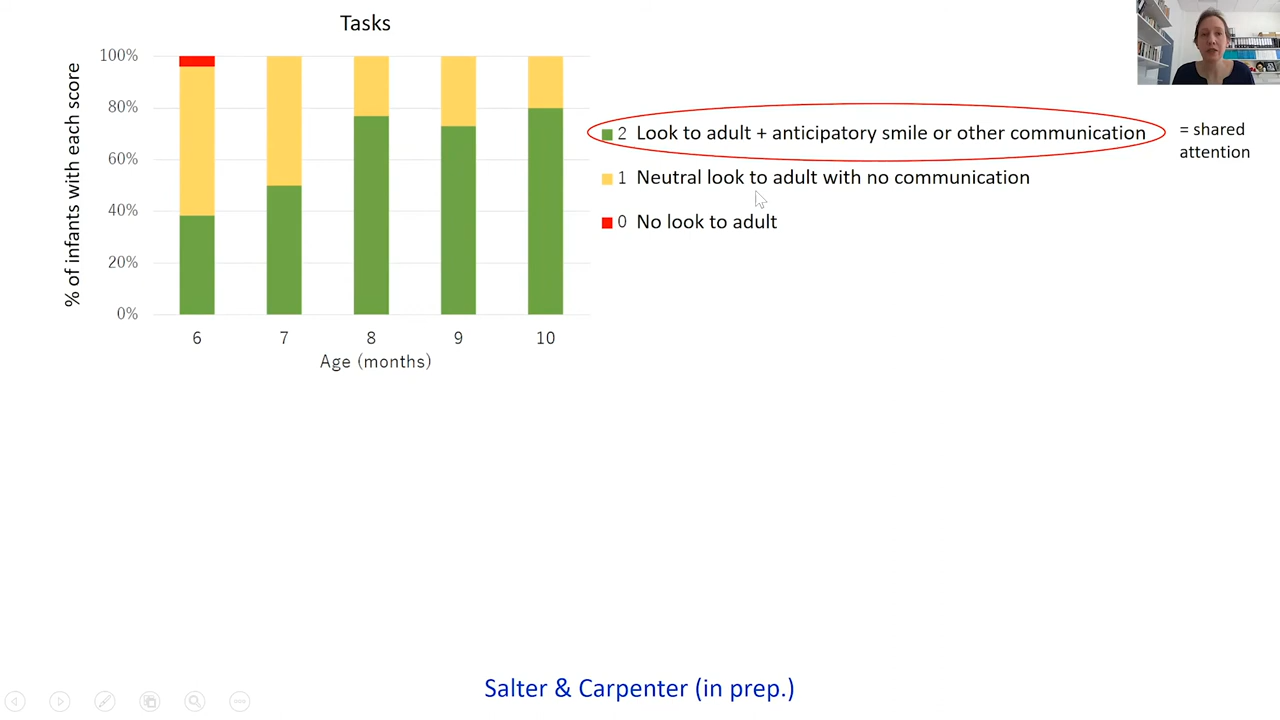 Tasks
% of infants with each score
100%
80%
60%
40%
20%
0%
6 7 8 9 10
Age (months)
2 Look to adult + anticipatory smile or other communication
= shared
attention
1 Neutral look to adult with no communication
0 No look to adult
Salter & Carpenter (in prep.)